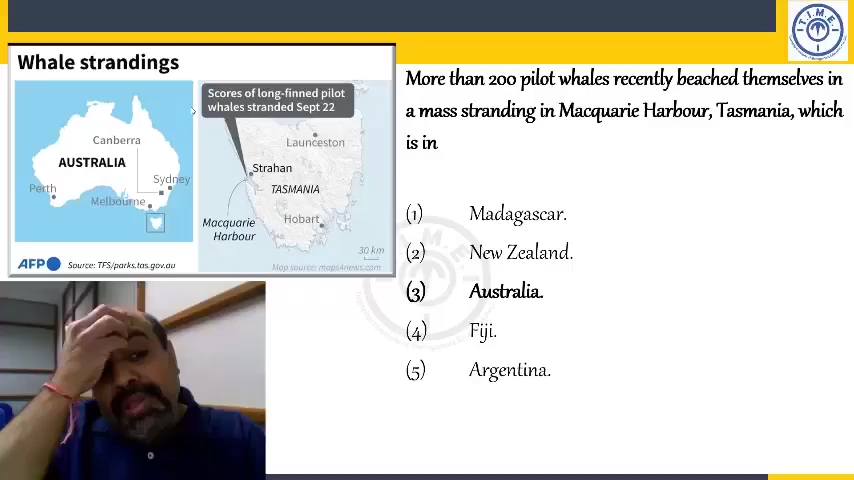 T.I.M.E.
Whale strandings
Scores of long-finned pilot
whales stranded Sept 22
Canberra
AUSTRALIA
Perth
Sydney
Melbourne
Launceston
Strahan
TASMANIA
Macquarie
Harbour
Hobart
30 km
AFP
Source: TFS/parks.tas.gov.au
Map source: maps4news.com
More than 200 pilot whales recently beached themselves in
a mass stranding in Macquarie Harbour, Tasmania, which
is in
(1) Madagascar.
(2) New Zealand.
(3) Australia.
(4) Fiji.
(5) Argentina.